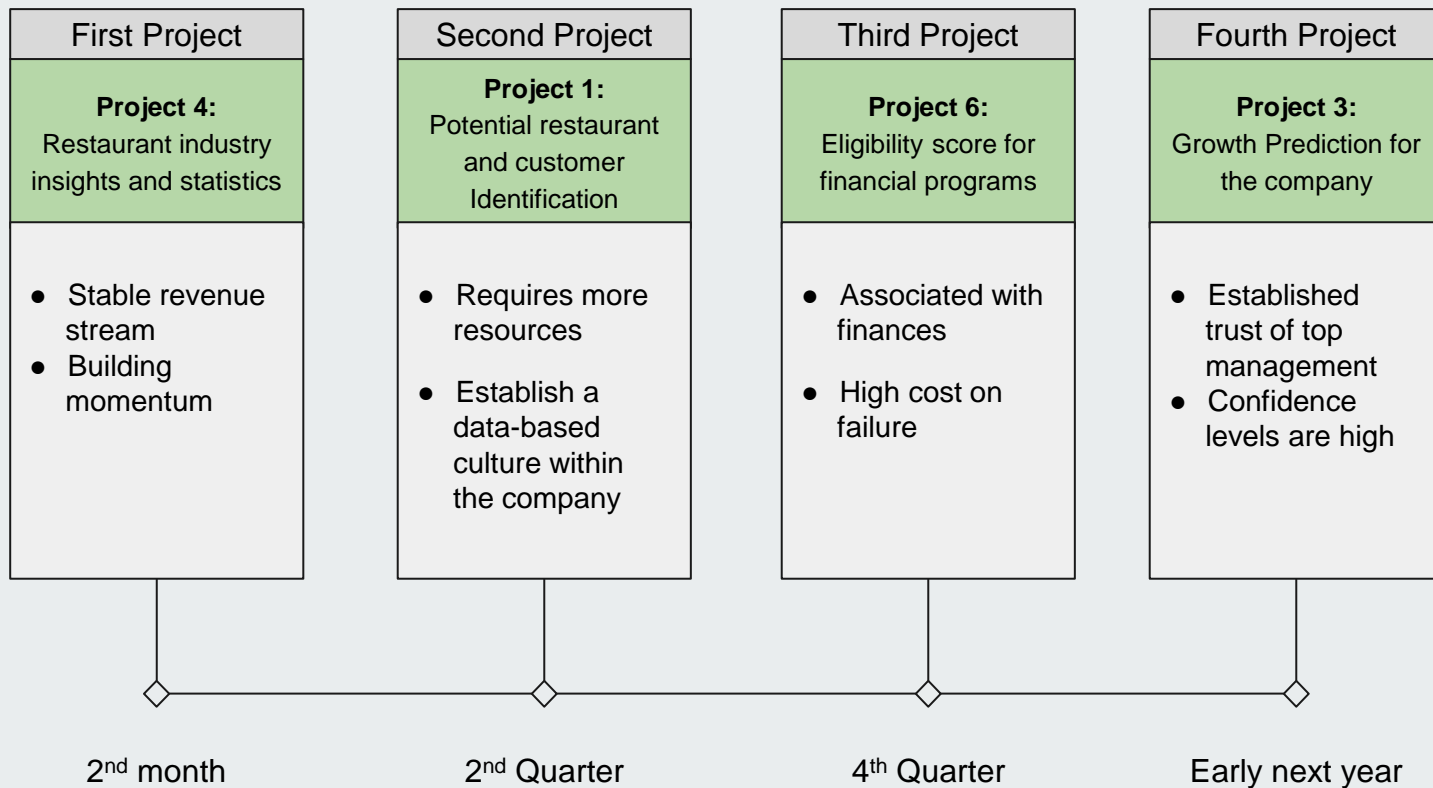 First Project
Project 4:
Restaurant industry
insights and statistics
● Stable revenue
stream
● Building
momentum
2nd month
Second Project
Project 1:
Potential restaurant
and customer
Identification
● Requires more
resources
● Establish a
data-based
culture within
the company
2nd Quarter
Third Project
Project 6:
Eligibility score for
financial programs
● Associated with
finances
● High cost on
failure
4th Quarter
Fourth Project
Project 3:
Growth Prediction for
the company
● Established
trust of top
management
● Confidence
levels are high
Early next year